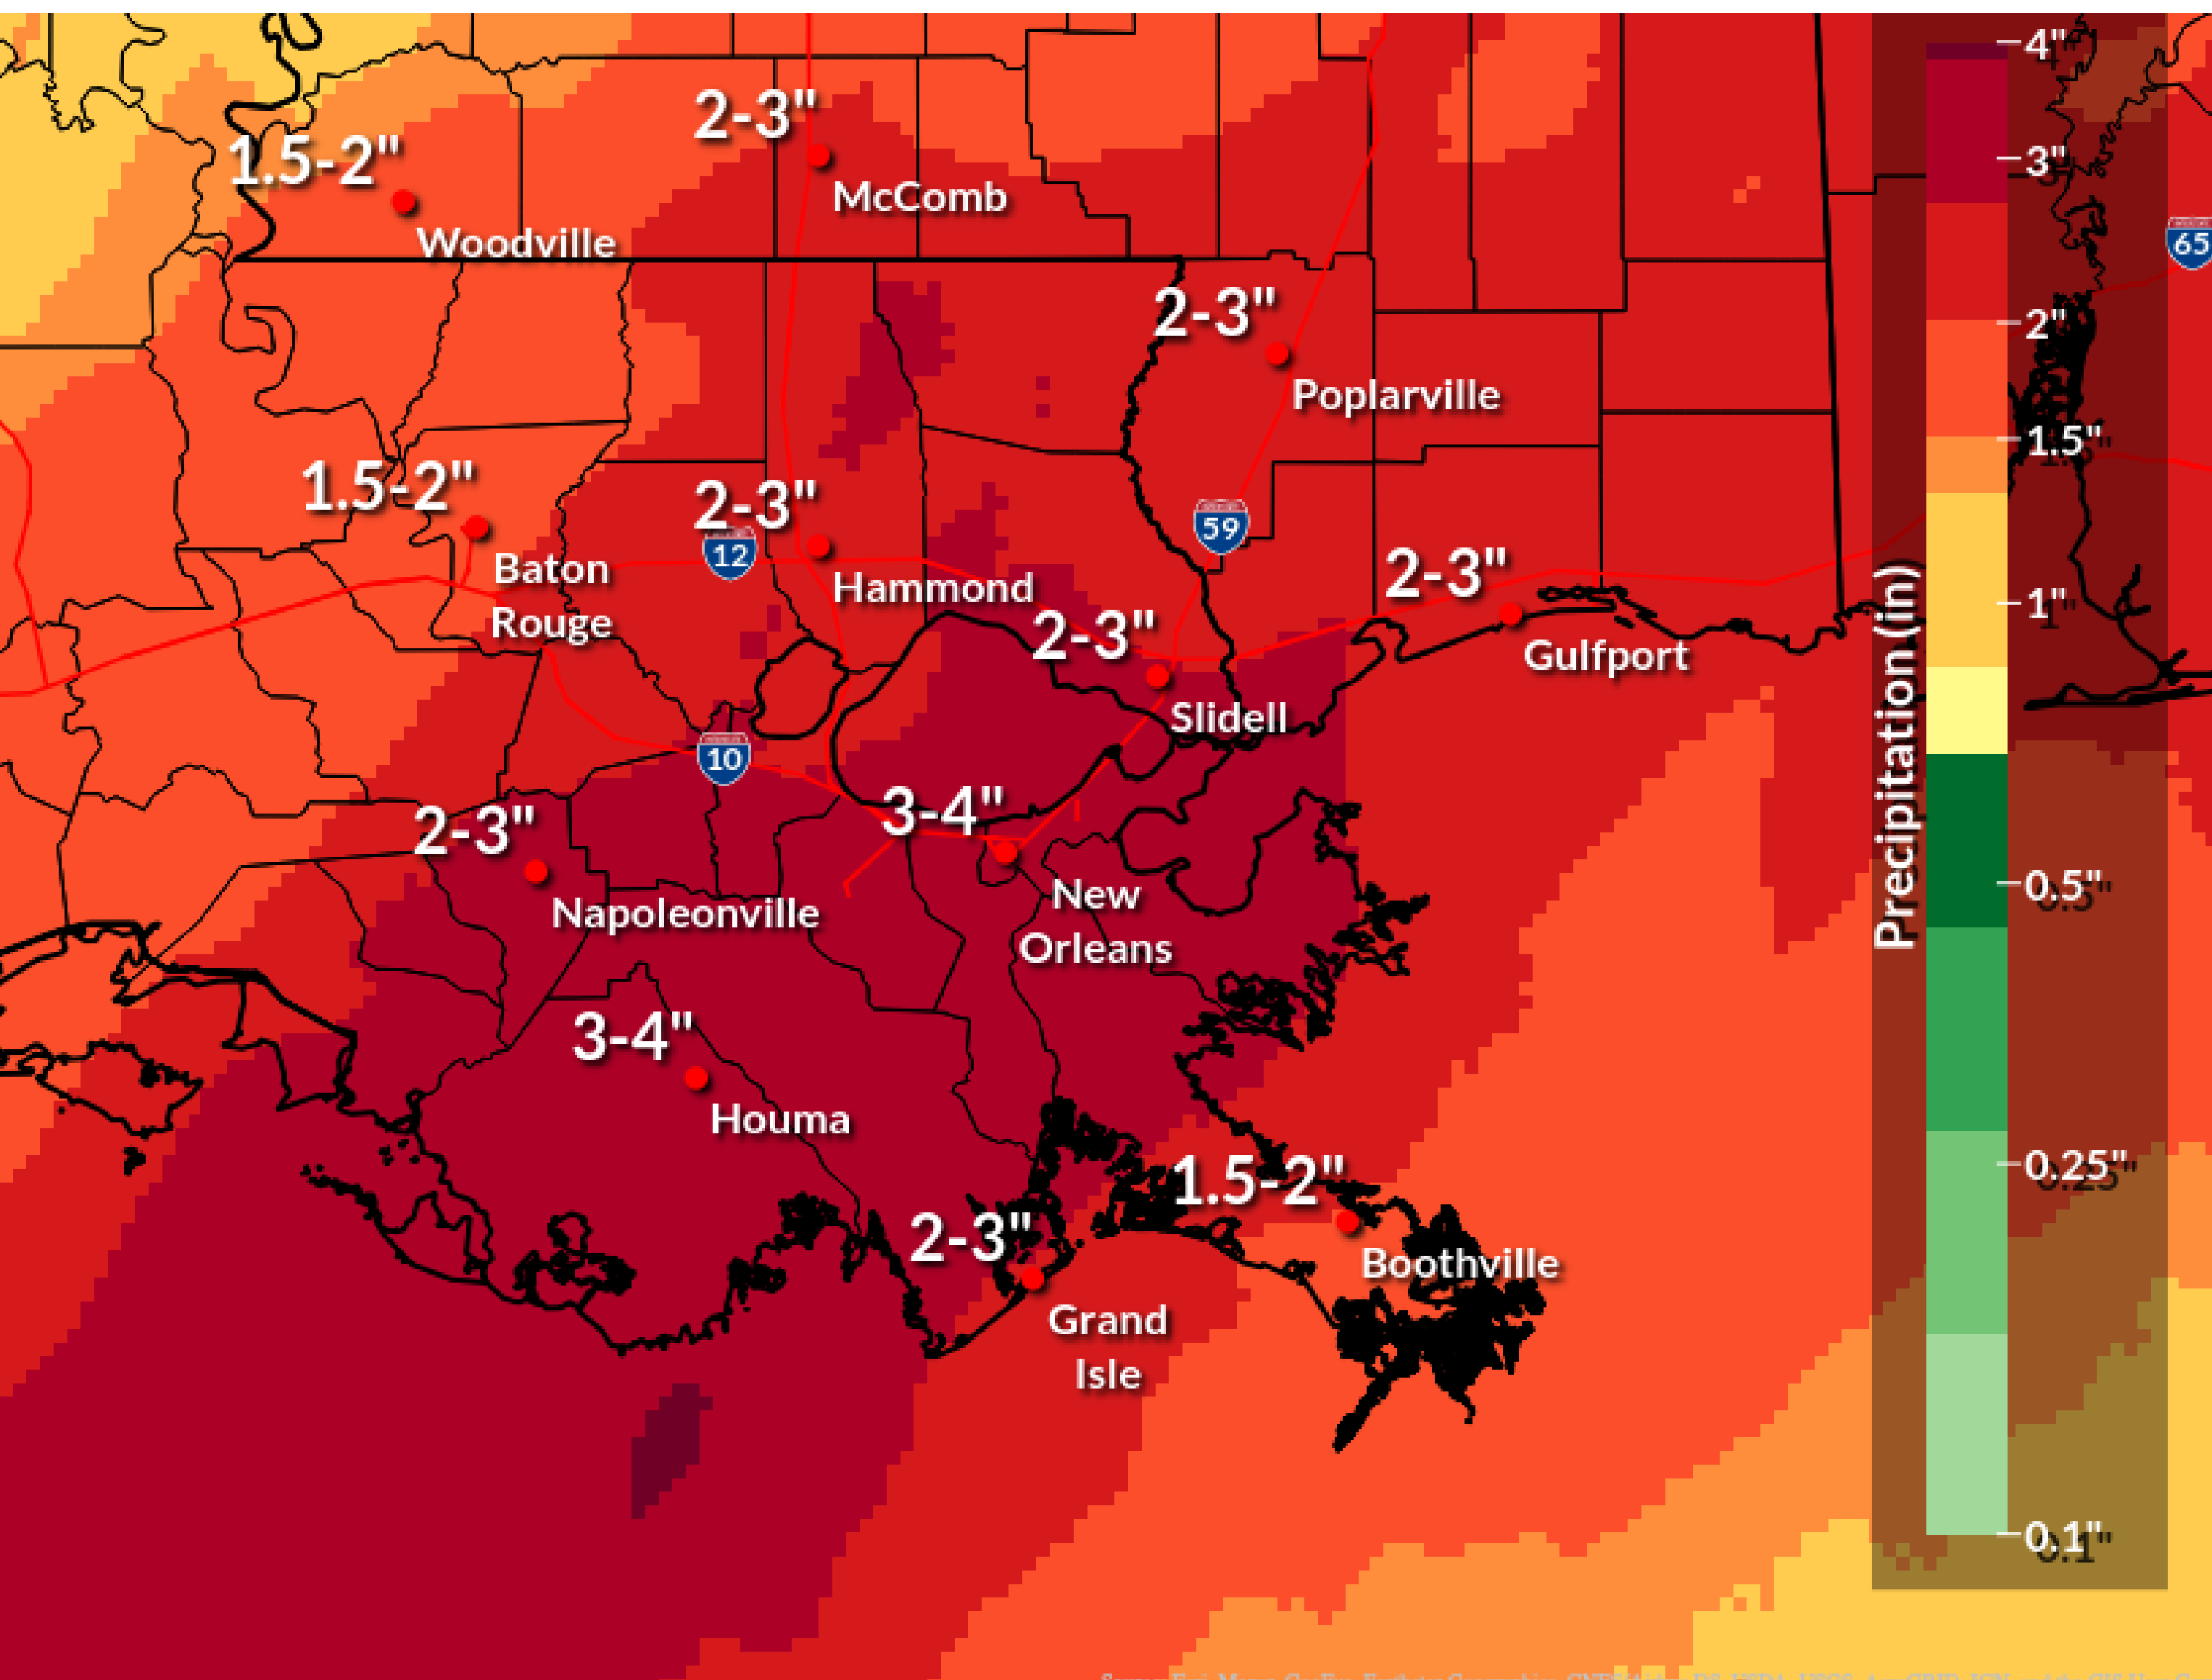 2-3"
McComb
1.5-2"
Woodville
65
2-3"
Poplarville
1.5-2"
Baton
Rouge
2-3"
12
Hammond
59
2-3"
Gulfport
2-3"
Slidell
10
3-4"
New
Orleans
2-3"
Napoleonville
3-4"
Houma
1.5-2"
Boothville
2-3"
Grand
Isle
Precipitation (in)
4"
3"
2"
1.5"
1"
0.5"
0.25"
0.1"